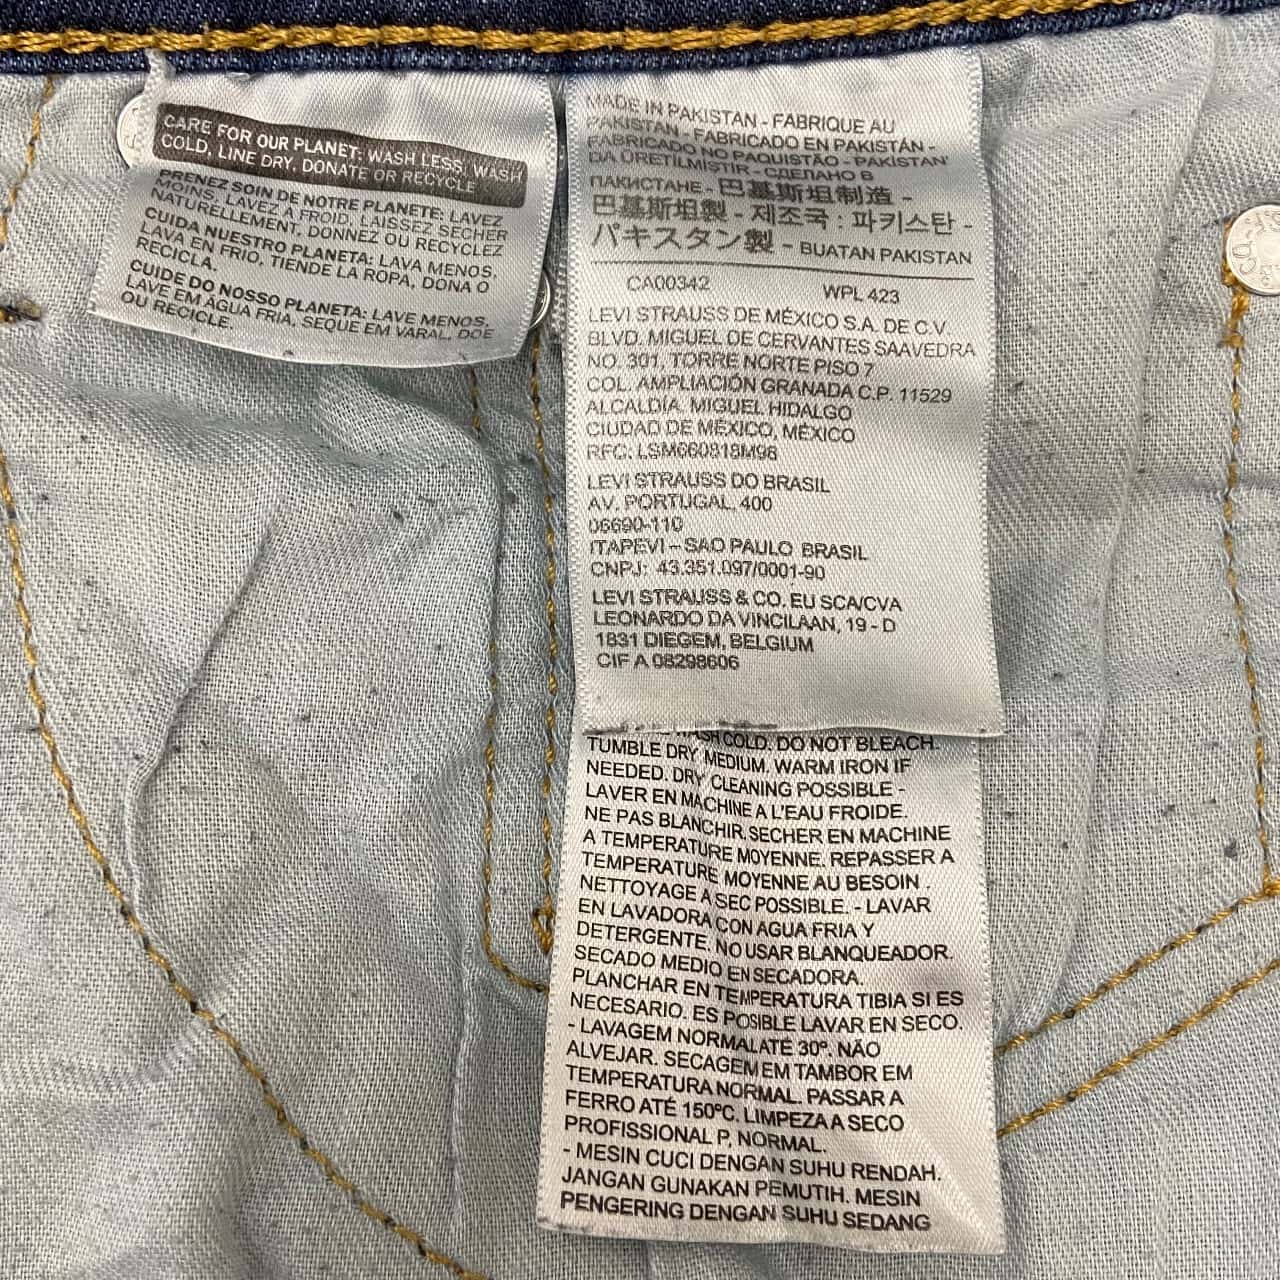 CARE FOR OUR PLANET: WASH LESS, WASH
COLD, LINE DRY, DONATE OR RECYCLE
PRENEZ SOIN DE NOTRE PLANETE: LAVEZ
MOINS, LAVEZ A FROID, LAISSEZ SECHER
NATURELLEMENT, DONNEZ OU RECYCLEZ
CUIDA NUESTRO PLANETA: LAVA MENOS,
LAVA EN FRIO, TIENDE LA ROPA, DONA O
RECICLA.
CUIDE DO NOSSO PLANETA: LAVE MENOS,
LAVE EM ÁGUA FRIA, SEQUE EM VARAL, DOE
OU RECICLE.
MADE IN PAKISTAN - FABRIQUE AU
PAKISTAN - FABRICADO EN PAKISTÁN -
FABRICADO NO PAQUISTÃO - PAKISTAN'
DA ÜRETİLMİŞTİR - СДЕЛАНО В
ПАКИСТАНЕ - 巴基斯坦制造 -
巴基斯坦製 - 제조국 : 파키스탄 -
パキスタン製 - BUATAN PAKISTAN
CA00342 WPL 423
LEVI STRAUSS DE MÉXICO S.A. DE C.V.
BLVD. MIGUEL DE CERVANTES SAAVEDRA
NO. 301, TORRE NORTE PISO 7
COL. AMPLIACIÓN GRANADA C.P. 11529
ALCALDÍA. MIGUEL HIDALGO
CIUDAD DE MÉXICO, MÉXICO
RFC: LSM660818M98
LEVI STRAUSS DO BRASIL
AV. PORTUGAL, 400
06690-110
ITAPEVI – SAO PAULO BRASIL
CNPJ: 43.351.097/0001-90
LEVI STRAUSS & CO. EU SCA/CVA
LEONARDO DA VINCILAAN, 19 - D
1831 DIEGEM, BELGIUM
CIF A 08298606
WASH COLD. DO NOT BLEACH.
TUMBLE DRY MEDIUM. WARM IRON IF
NEEDED. DRY CLEANING POSSIBLE -
LAVER EN MACHINE A L'EAU FROIDE.
NE PAS BLANCHIR. SECHER EN MACHINE
A TEMPERATURE MOYENNE. REPASSER A
TEMPERATURE MOYENNE AU BESOIN .
NETTOYAGE A SEC POSSIBLE. - LAVAR
EN LAVADORA CON AGUA FRIA Y
DETERGENTE. NO USAR BLANQUEADOR.
SECADO MEDIO EN SECADORA.
PLANCHAR EN TEMPERATURA TIBIA SI ES
NECESARIO. ES POSIBLE LAVAR EN SECO.
- LAVAGEM NORMAL ATÉ 30º. NÃO
ALVEJAR. SECAGEM EM TAMBOR EM
TEMPERATURA NORMAL. PASSAR A
FERRO ATÉ 150ºC. LIMPEZA A SECO
PROFISSIONAL P, NORMAL.
- MESIN CUCI DENGAN SUHU RENDAH.
JANGAN GUNAKAN PEMUTIH. MESIN
PENGERING DENGAN SUHU SEDANG